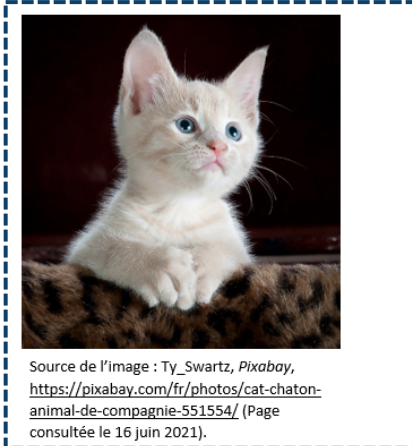 Source de l’image : Ty_Swartz, Pixabay,
https://pixabay.com/fr/photos/cat-chaton-
animal-de-compagnie-551554/ (Page
consultée le 16 juin 2021).